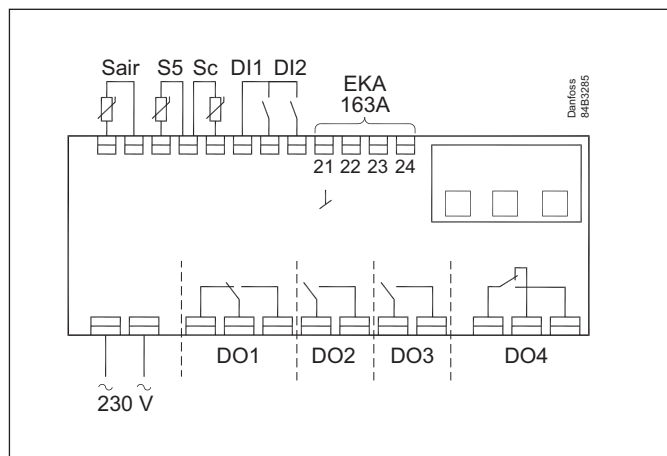 Sair S5 Sc DI1 DI2
EKA
163A
Danfoss
84B3285
21 22 23 24
DO1 DO2 DO3 DO4
230 V